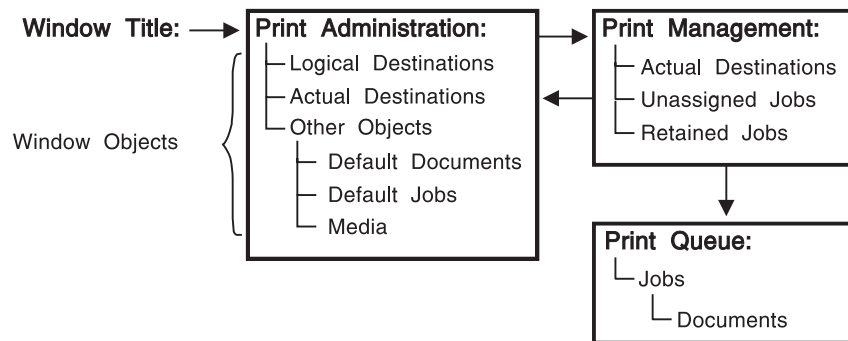 Window Title:
Print Administration:
Logical Destinations
Actual Destinations
Other Objects
Default Documents
Default Jobs
Media
Window Objects
Print Management:
Actual Destinations
Unassigned Jobs
Retained Jobs
Print Queue:
Jobs
Documents